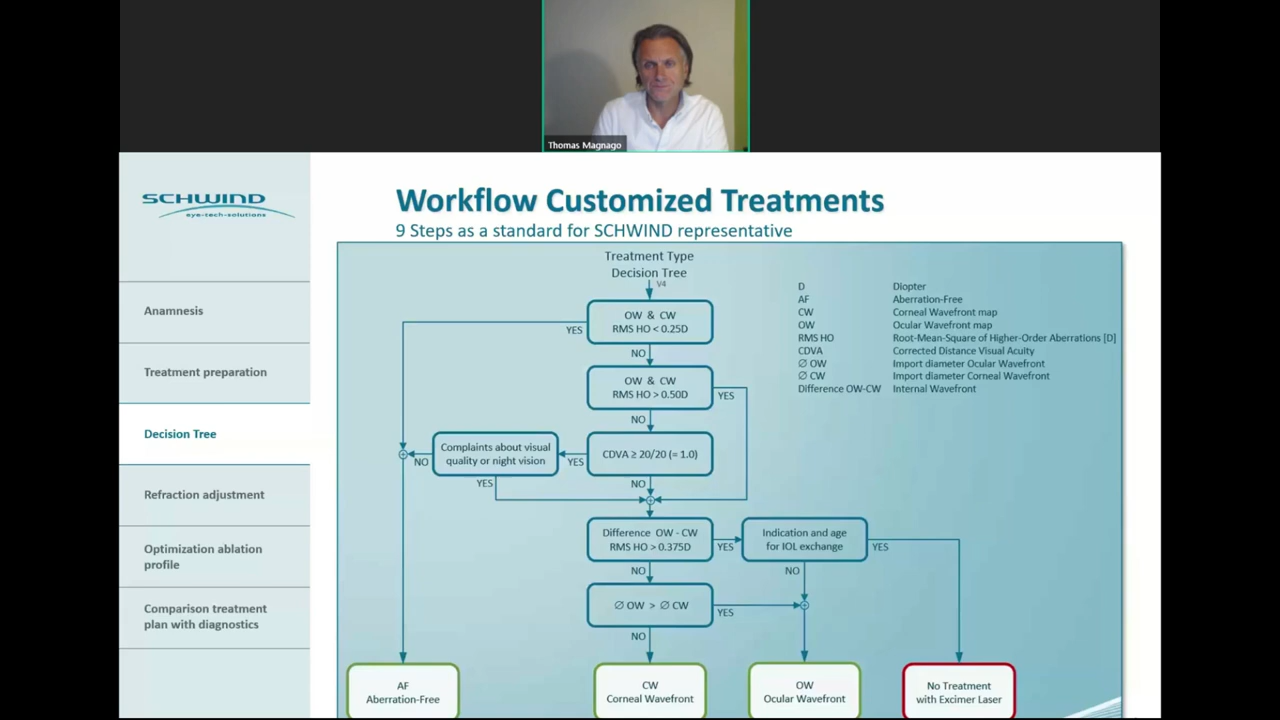 Thomas Magnago
SCHWIND
eye-tech-solutions
Anamnesis
Treatment preparation
Decision Tree
Refraction adjustment
Optimization ablation
profile
Comparison treatment
plan with diagnostics
Workflow Customized Treatments
9 Steps as a standard for SCHWIND representative
Treatment Type
Decision Tree
V4
OW & CW
RMS HO < 0.25D
YES
NO
OW & CW
RMS HO > 0.50D
YES
NO
Complaints about visual
quality or night vision
NO
YES
YES
CDVA ≥ 20/20 (= 1.0)
NO
Difference OW - CW
RMS HO > 0.375D
YES
NO
Indication and age
for IOL exchange
YES
NO
∅ OW > ∅ CW
YES
NO
AF
Aberration-Free
CW
Corneal Wavefront
OW
Ocular Wavefront
No Treatment
with Excimer Laser
D Diopter
AF Aberration-Free
CW Corneal Wavefront map
OW Ocular Wavefront map
RMS HO Root-Mean-Square of Higher-Order Aberrations [D]
CDVA Corrected Distance Visual Acuity
∅ OW Import diameter Ocular Wavefront
∅ CW Import diameter Corneal Wavefront
Difference OW-CW Internal Wavefront